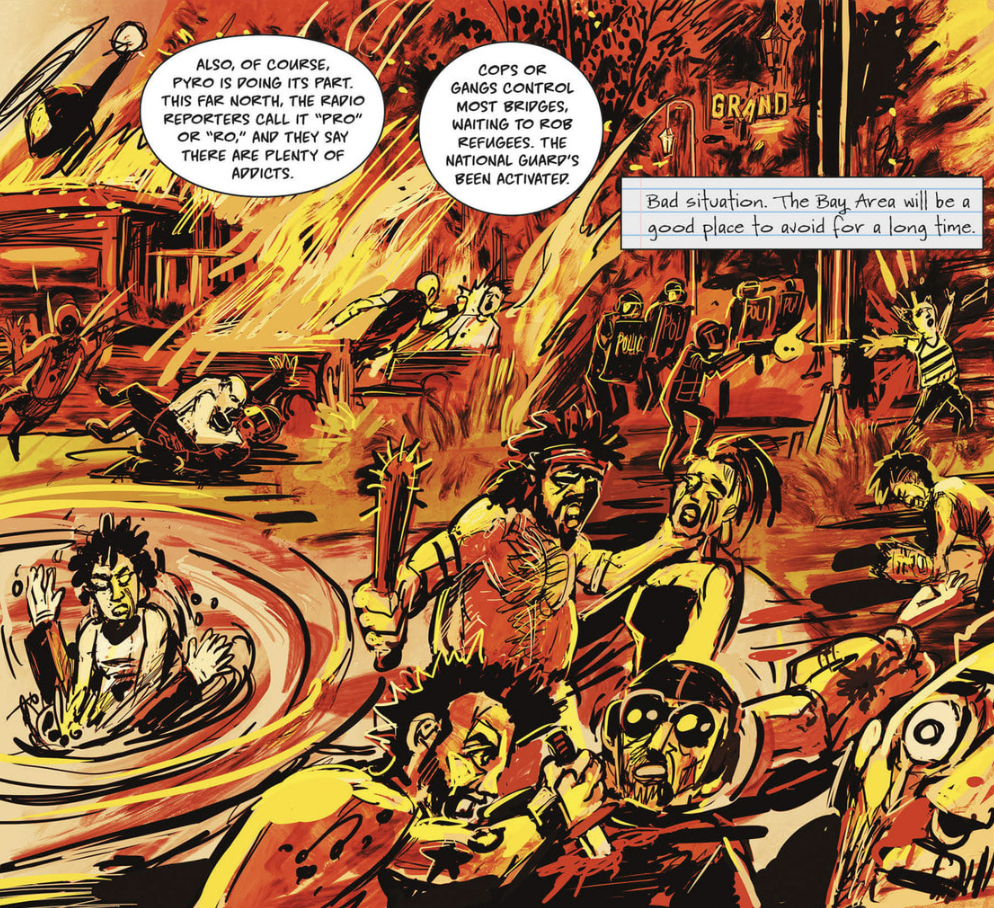 ALSO, OF COURSE,
PYRO IS DOING ITS PART.
THIS FAR NORTH, THE RADIO
REPORTERS CALL IT "PRO"
OR "RO," AND THEY SAY
THERE ARE PLENTY OF
ADDICTS.
COPS OR
GANGS CONTROL
MOST BRIDGES,
WAITING TO ROB
REFUGEES. THE
NATIONAL GUARD'S
BEEN ACTIVATED.
GRAND
Bad situation. The Bay Area will be a
good place to avoid for a long time.
POLI
POLI